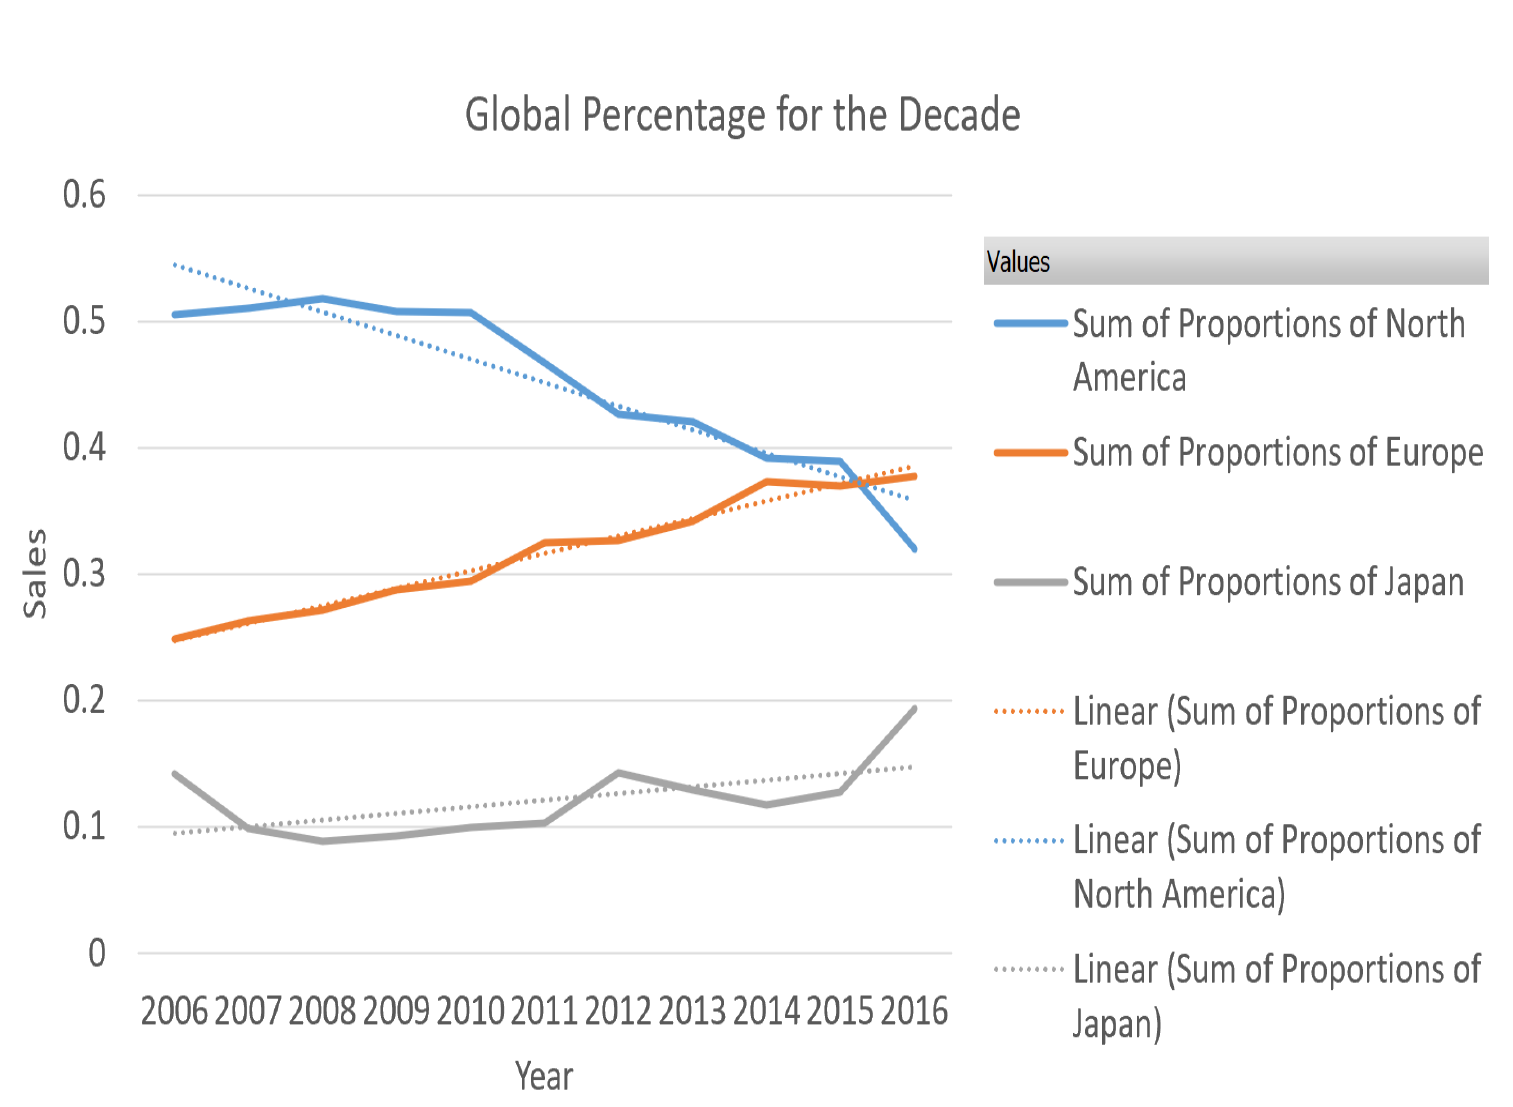 Global Percentage for the Decade
0.6
0.5
0.4
0.3
0.2
0.1
0
Sales
2006 2007 2008 2009 2010 2011 2012 2013 2014 2015 2016
Year
Values
Sum of Proportions of North
America
Sum of Proportions of Europe
Sum of Proportions of Japan
Linear (Sum of Proportions of
Europe)
Linear (Sum of Proportions of
North America)
Linear (Sum of Proportions of
Japan)